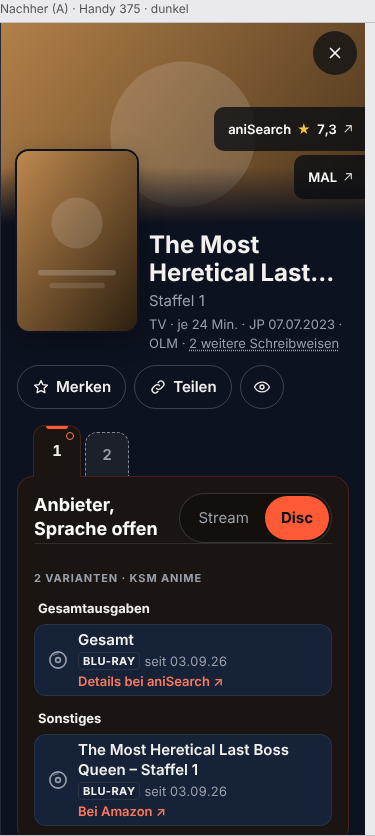 Nachher (A) · Handy 375 · dunkel
aniSearch ★ 7,3 ↗
MAL ↗
The Most
Heretical Last…
Staffel 1
TV · je 24 Min. · JP 07.07.2023 ·
OLM · 2 weitere Schreibweisen
Merken
Teilen
1
2
Anbieter,
Sprache offen
Stream
Disc
2 VARIANTEN · KSM ANIME
Gesamtausgaben
Gesamt
BLU-RAY seit 03.09.26
Details bei aniSearch ↗
Sonstiges
The Most Heretical Last Boss
Queen – Staffel 1
BLU-RAY seit 03.09.26
Bei Amazon ↗